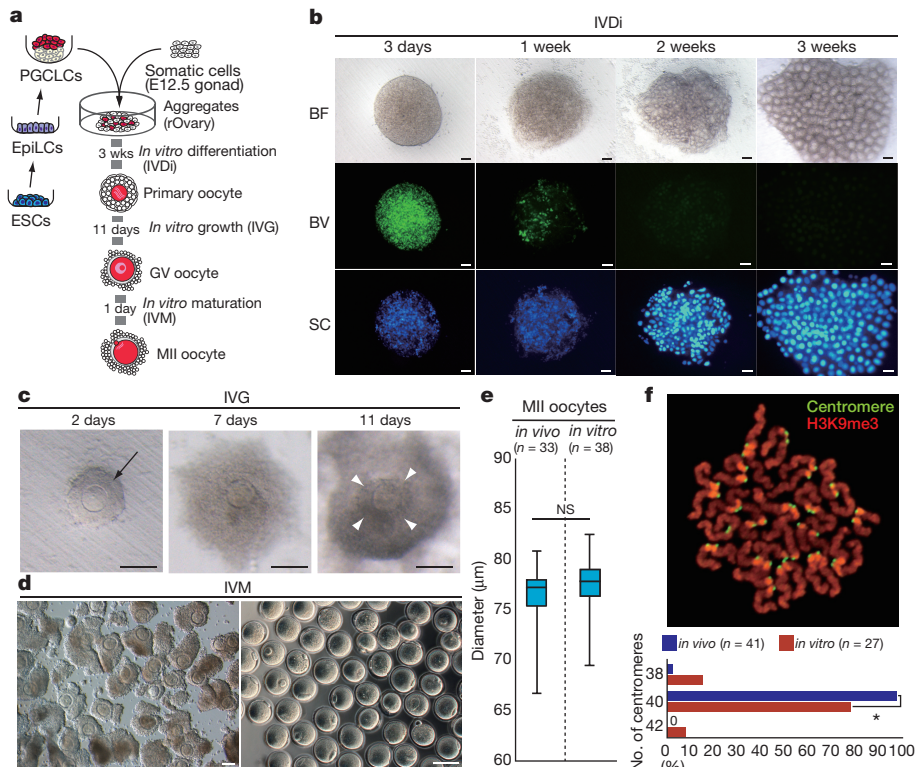 a
PGCLCs
EpiLCs
ESCs
Somatic cells
(E12.5 gonad)
Aggregates
(rOvary)
3 wks In vitro differentiation
(IVDi)
Primary oocyte
11 days In vitro growth (IVG)
GV oocyte
1 day In vitro maturation
(IVM)
MII oocyte
b
IVDi
3 days 1 week 2 weeks 3 weeks
BF
BV
SC
c
IVG
2 days 7 days 11 days
d
IVM
e
MII oocytes
in vivo in vitro
(n = 33) (n = 38)
90
85
80
75
70
65
60
Diameter (μm)
NS
f
Centromere
H3K9me3
in vivo (n = 41) in vitro (n = 27)
No. of centromeres
38
40
42
0
*
0 10 20 30 40 50 60 70 80 90 100
(%)